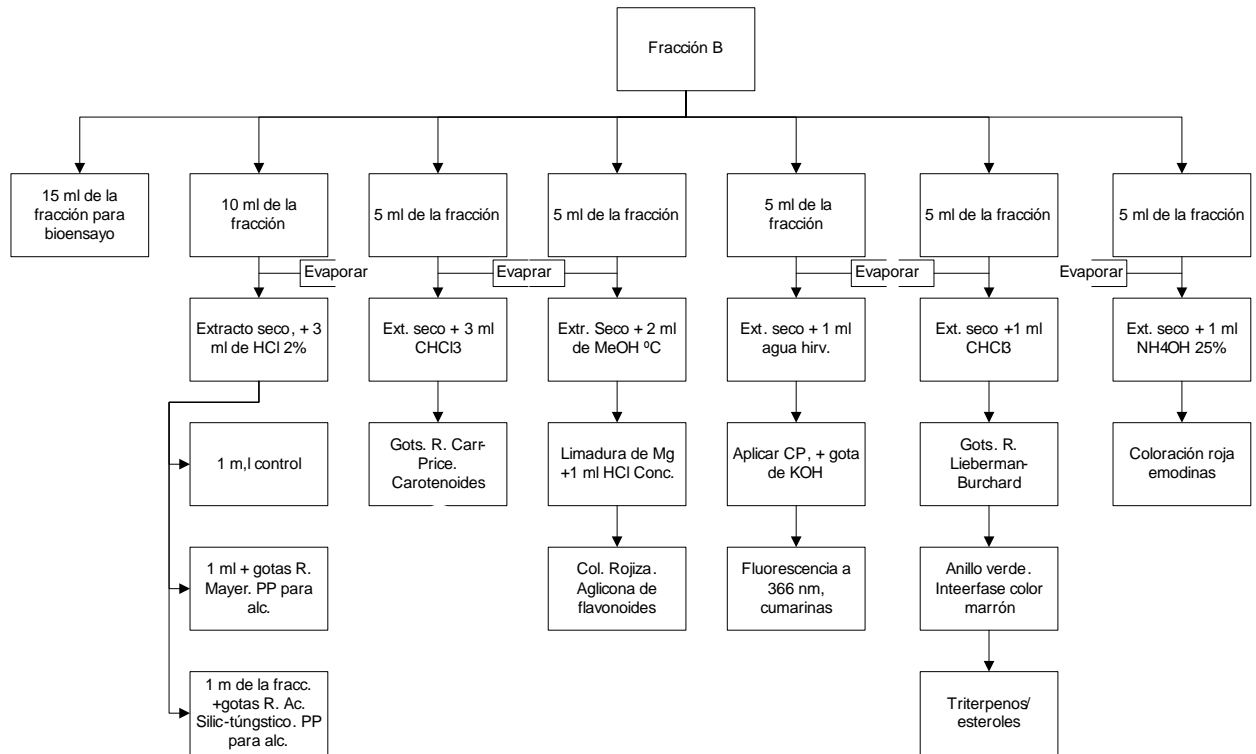 Fracción B
15 ml de la
fracción para
bioensayo
10 ml de la
fracción
5 ml de la fracción
5 ml de la fracción
5 ml de la
fracción
5 ml de la fracción
5 ml de la fracción
Evaporar
Evaprar
Evaporar
Evaporar
Extracto seco, + 3
ml de HCl 2%
Ext. seco + 3 ml
CHCl3
Extr. Seco + 2 ml
de MeOH ºC
Ext. seco + 1 ml
agua hirv.
Ext. seco +1 ml
CHCl3
Ext. seco + 1 ml
NH4OH 25%
1 m,l control
Gots. R. Carr-
Price.
Carotenoides
Limadura de Mg
+1 ml HCl Conc.
Aplicar CP, + gota
de KOH
Gots. R.
Lieberman-
Burchard
Coloración roja
emodinas
1 ml + gotas R.
Mayer. PP para
alc.
Col. Rojiza.
Aglicona de
flavonoides
Fluorescencia a
366 nm,
cumarinas
Anillo verde.
Inteerfase color
marrón
1 m de la fracc.
+gotas R. Ac.
Silic-túngstico. PP
para alc.
Triterpenos/
esteroles